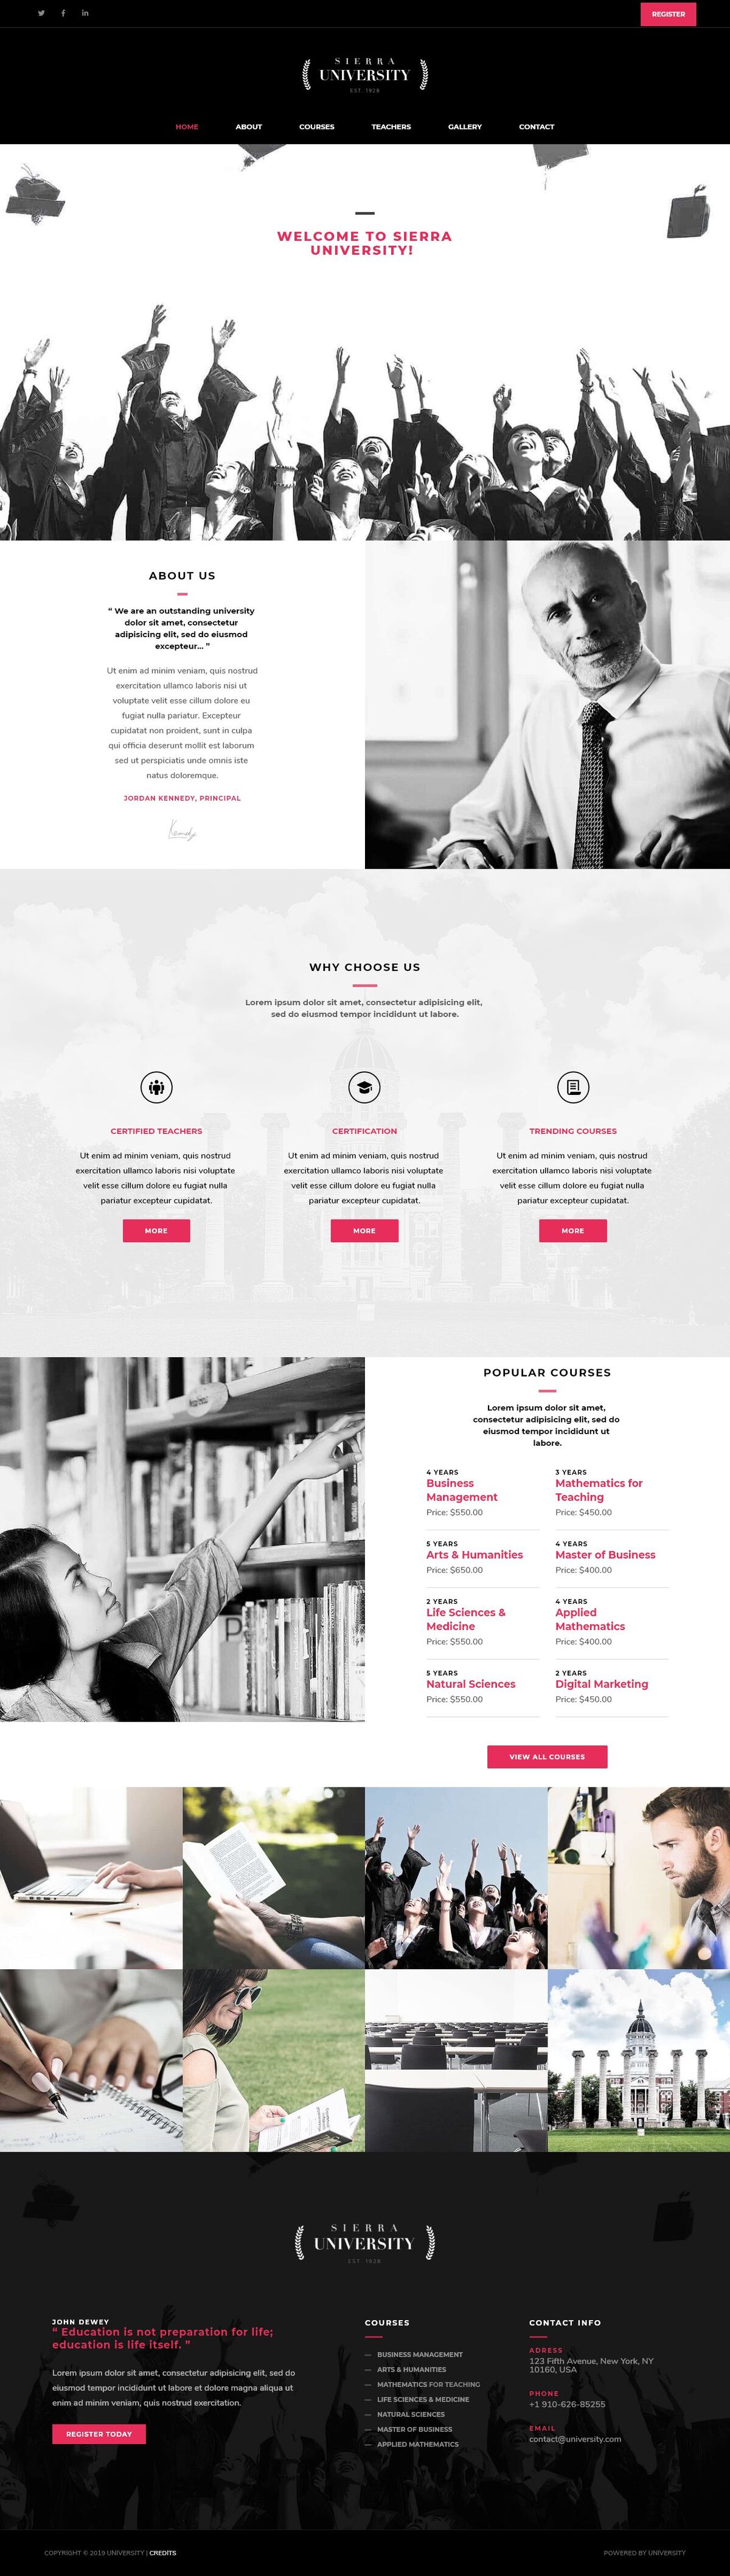 REGISTER
SIERRA
UNIVERSITY
EST. 1928
HOME ABOUT COURSES TEACHERS GALLERY CONTACT
WELCOME TO SIERRA
UNIVERSITY!
ABOUT US
“ We are an outstanding university
dolor sit amet, consectetur
adipisicing elit, sed do eiusmod
excepteur... ”
Ut enim ad minim veniam, quis nostrud
exercitation ullamco laboris nisi ut
voluptate velit esse cillum dolore eu
fugiat nulla pariatur. Excepteur
cupidatat non proident, sunt in culpa
qui officia deserunt mollit est laborum
sed ut perspiciatis unde omnis iste
natus doloremque.
JORDAN KENNEDY, PRINCIPAL
WHY CHOOSE US
Lorem ipsum dolor sit amet, consectetur adipisicing elit,
sed do eiusmod tempor incididunt ut labore.
CERTIFIED TEACHERS
Ut enim ad minim veniam, quis nostrud
exercitation ullamco laboris nisi voluptate
velit esse cillum dolore eu fugiat nulla
pariatur excepteur cupidatat.
MORE
CERTIFICATION
Ut enim ad minim veniam, quis nostrud
exercitation ullamco laboris nisi voluptate
velit esse cillum dolore eu fugiat nulla
pariatur excepteur cupidatat.
MORE
TRENDING COURSES
Ut enim ad minim veniam, quis nostrud
exercitation ullamco laboris nisi voluptate
velit esse cillum dolore eu fugiat nulla
pariatur excepteur cupidatat.
MORE
POPULAR COURSES
Lorem ipsum dolor sit amet,
consectetur adipisicing elit, sed do
eiusmod tempor incididunt ut
labore.
4 YEARS
Business
Management
Price: $550.00
3 YEARS
Mathematics for
Teaching
Price: $450.00
5 YEARS
Arts & Humanities
Price: $650.00
4 YEARS
Master of Business
Price: $400.00
2 YEARS
Life Sciences &
Medicine
Price: $550.00
4 YEARS
Applied
Mathematics
Price: $400.00
5 YEARS
Natural Sciences
Price: $550.00
2 YEARS
Digital Marketing
Price: $450.00
VIEW ALL COURSES
SIERRA
UNIVERSITY
EST. 1928
JOHN DEWEY
“ Education is not preparation for life;
education is life itself. ”
Lorem ipsum dolor sit amet, consectetur adipisicing elit, sed do
eiusmod tempor incididunt ut labore et dolore magna aliqua ut
enim ad minim veniam, quis nostrud exercitation.
REGISTER TODAY
COURSES
— BUSINESS MANAGEMENT
— ARTS & HUMANITIES
— MATHEMATICS FOR TEACHING
— LIFE SCIENCES & MEDICINE
— NATURAL SCIENCES
— MASTER OF BUSINESS
— APPLIED MATHEMATICS
CONTACT INFO
ADRESS
123 Fifth Avenue, New York, NY
10160, USA
PHONE
+1 910-626-85255
EMAIL
contact@university.com
COPYRIGHT © 2019 UNIVERSITY | CREDITS
POWERED BY UNIVERSITY